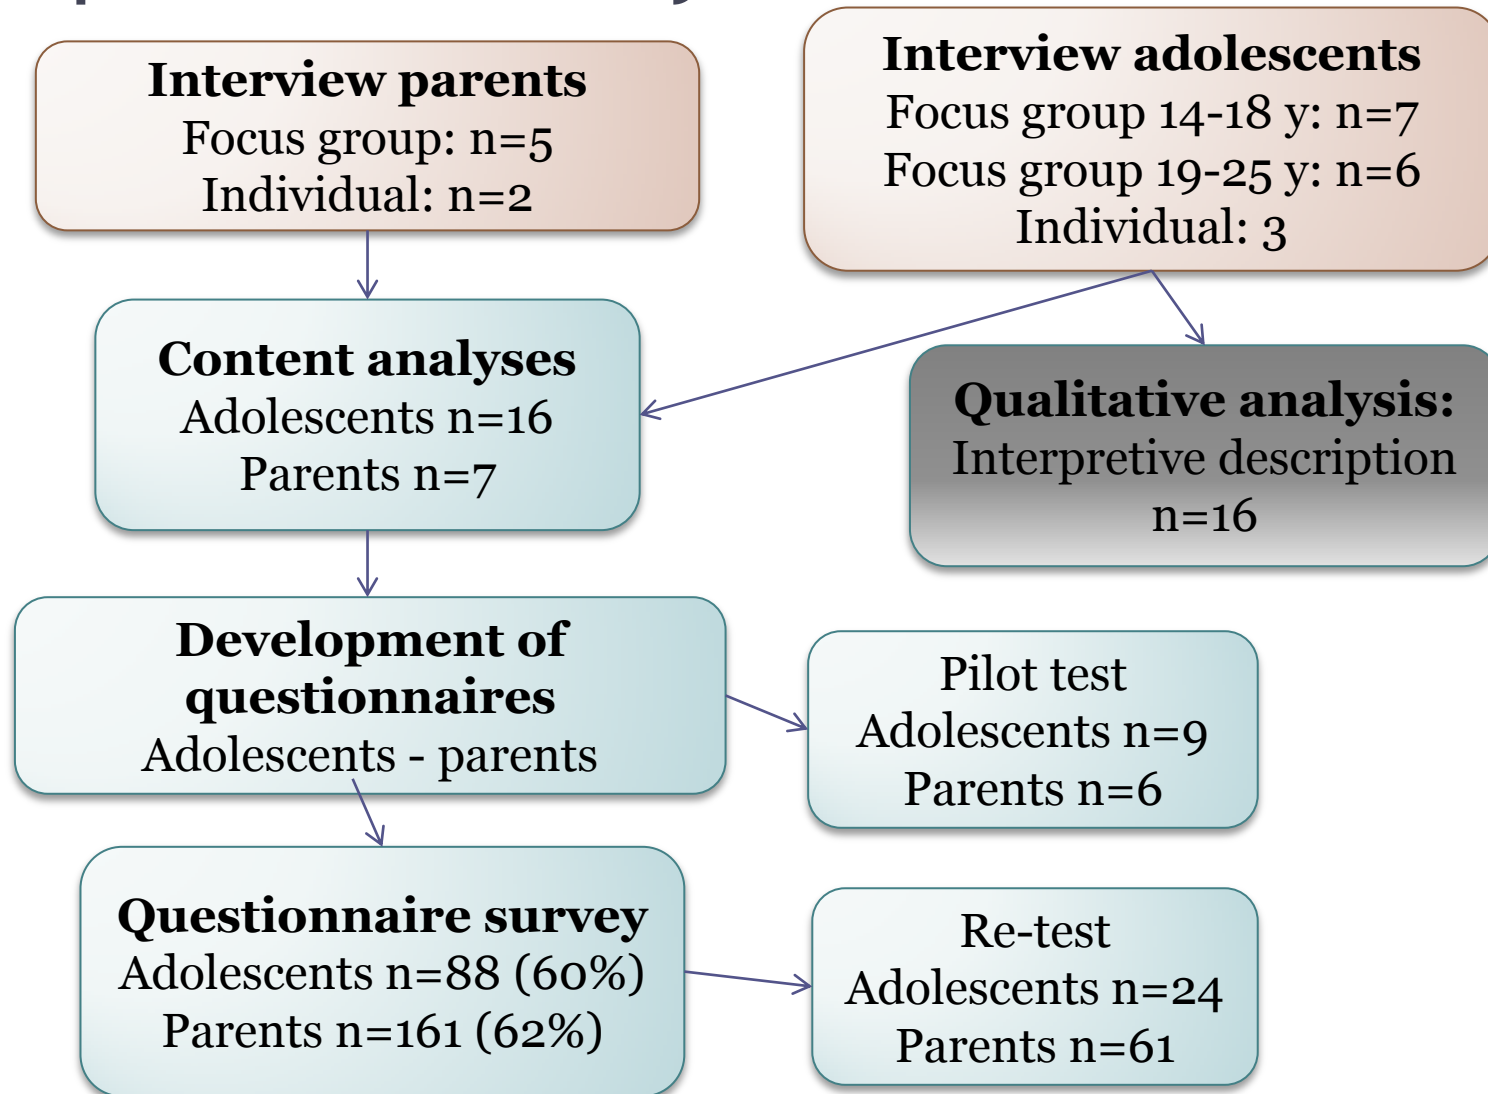 Interview parents
Focus group: n=5
Individual: n=2
Interview adolescents
Focus group 14-18 y: n=7
Focus group 19-25 y: n=6
Individual: 3
Content analyses
Adolescents n=16
Parents n=7
Qualitative analysis:
Interpretive description
n=16
Development of
questionnaires
Adolescents - parents
Pilot test
Adolescents n=9
Parents n=6
Questionnaire survey
Adolescents n=88 (60%)
Parents n=161 (62%)
Re-test
Adolescents n=24
Parents n=61